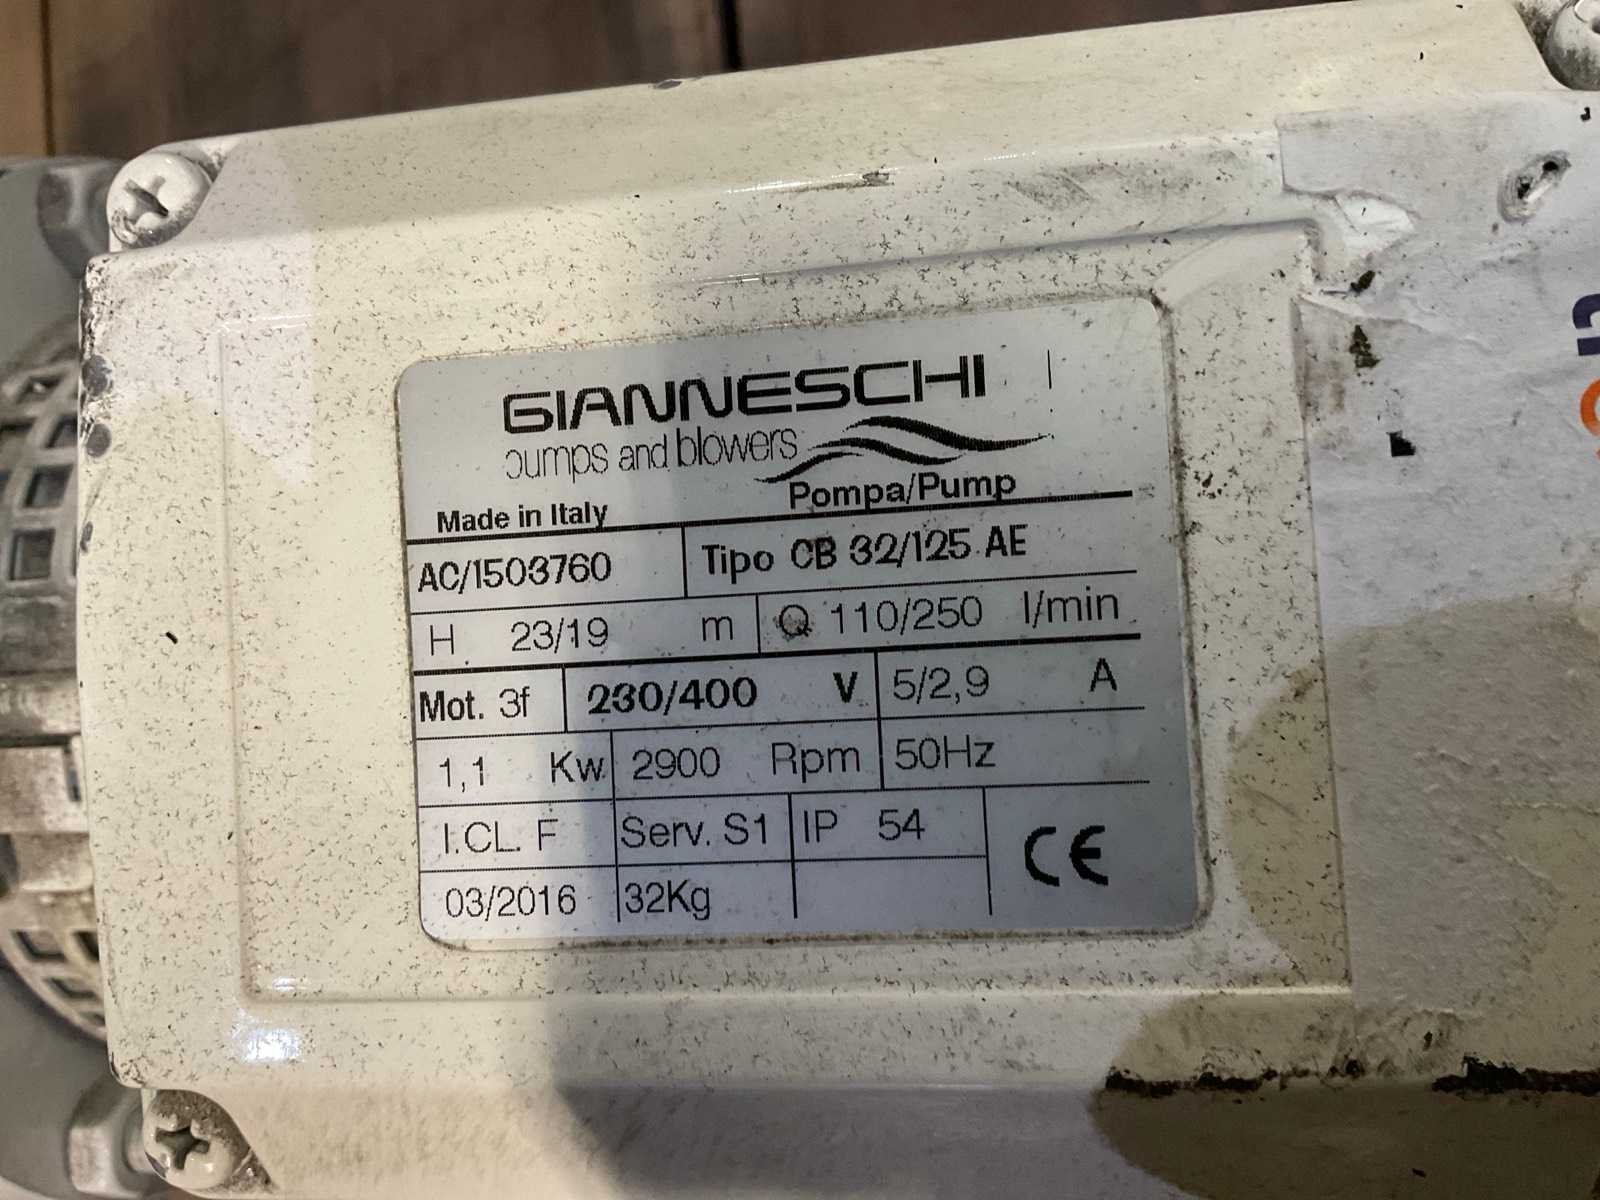 GIANNESCHI
pumps and blowers
Made in Italy
Pompa/Pump
AC/1503760 Tipo CB 32/125 AE
H 23/19 m Q 110/250 l/min
Mot. 3f 230/400 V 5/2,9 A
1,1 Kw 2900 Rpm 50Hz
I.CL. F Serv. S1 IP 54 CE
03/2016 32Kg